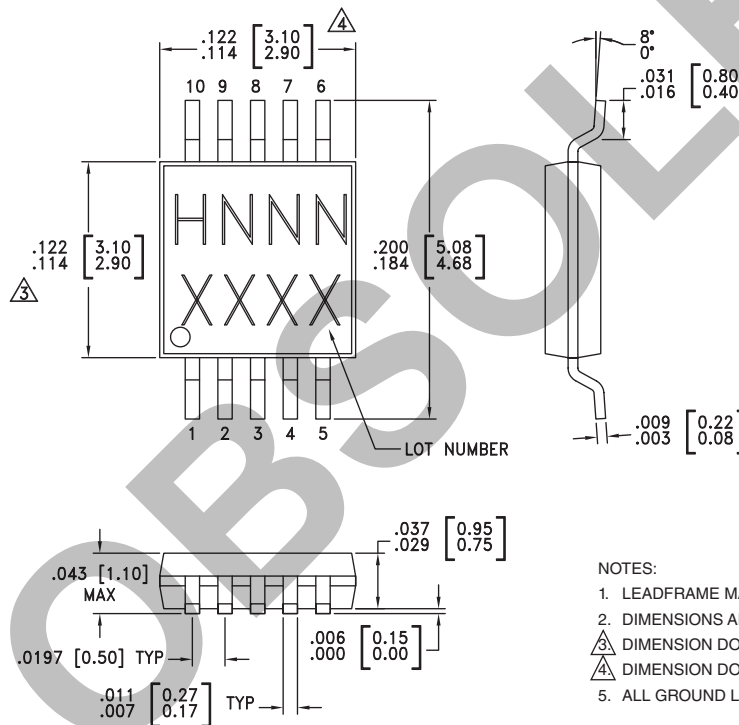 4
.122 [3.10]
.114 [2.90]
8°
0°
.031 [0.80
.016 [0.40
10 9 8 7 6
HNNN
XXXX
.122 [3.10]
.114 [2.90]
3
.200 [5.08]
.184 [4.68]
1 2 3 4 5
LOT NUMBER
.009 [0.22]
.003 [0.08]
.037 [0.95]
.029 [0.75]
.043 [1.10]
MAX
.0197 [0.50] TYP
.006 [0.15]
.000 [0.00]
.011 [0.27]
.007 [0.17]
TYP
NOTES:
1. LEADFRAME
2. DIMENSIONS
3. DIMENSION
4. DIMENSION
5. ALL GROUND
OBSOL